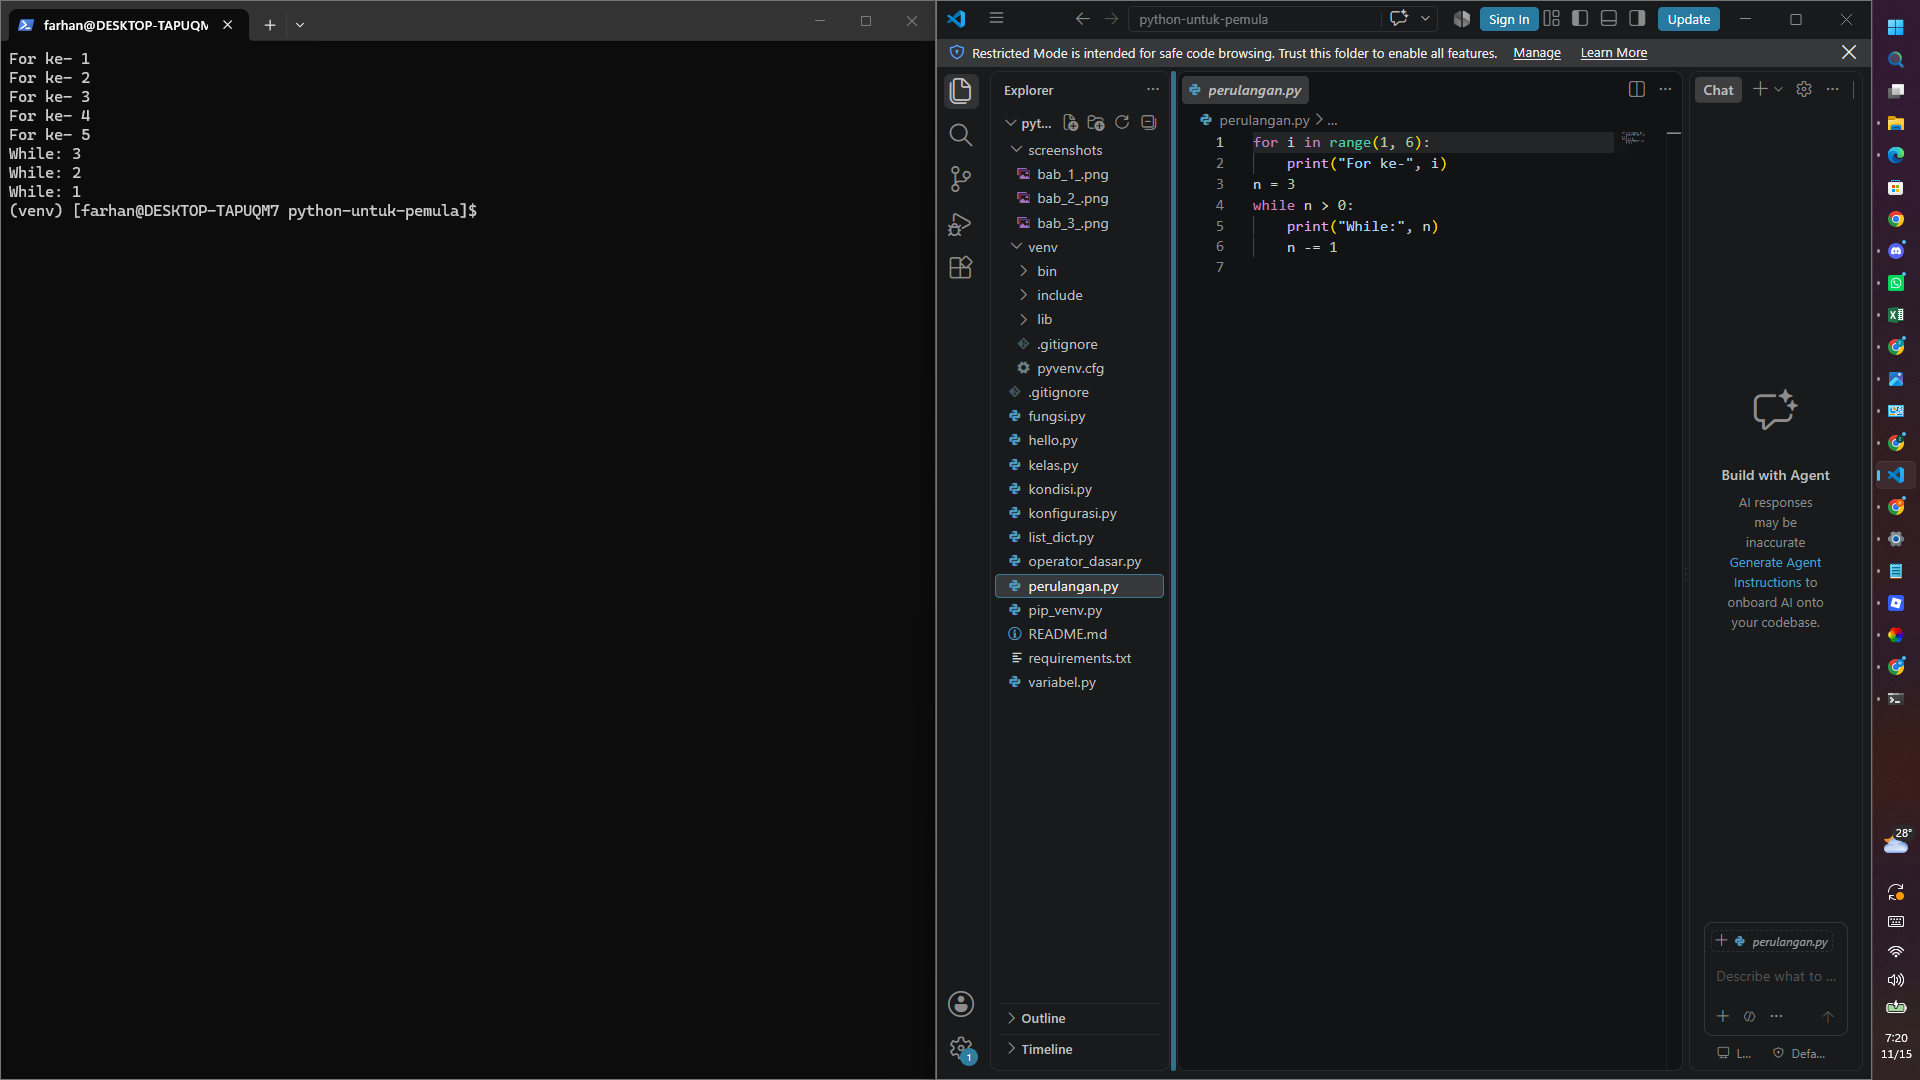 farhan@DESKTOP-TAPUQM
For ke- 1
For ke- 2
For ke- 3
For ke- 4
For ke- 5
While: 3
While: 2
While: 1
(venv) [farhan@DESKTOP-TAPUQM7 python-untuk-pemula]$
python-untuk-pemula
Sign In
Update
Restricted Mode is intended for safe code browsing. Trust this folder to enable all features.
Manage
Learn More
Explorer
pyt...
screenshots
bab_1_.png
bab_2_.png
bab_3_.png
venv
bin
include
lib
.gitignore
pyvenv.cfg
.gitignore
fungsi.py
hello.py
kelas.py
kondisi.py
konfigurasi.py
list_dict.py
operator_dasar.py
perulangan.py
pip_venv.py
README.md
requirements.txt
variabel.py
Outline
Timeline
1
perulangan.py
perulangan.py > ...
1 for i in range(1, 6):
2 print("For ke-", i)
3 n = 3
4 while n > 0:
5 print("While:", n)
6 n -= 1
7
Chat
Build with Agent
AI responses
may be
inaccurate
Generate Agent
Instructions to
onboard AI onto
your codebase.
perulangan.py
Describe what to ...
L...
Defa...
28°
7:20
11/15